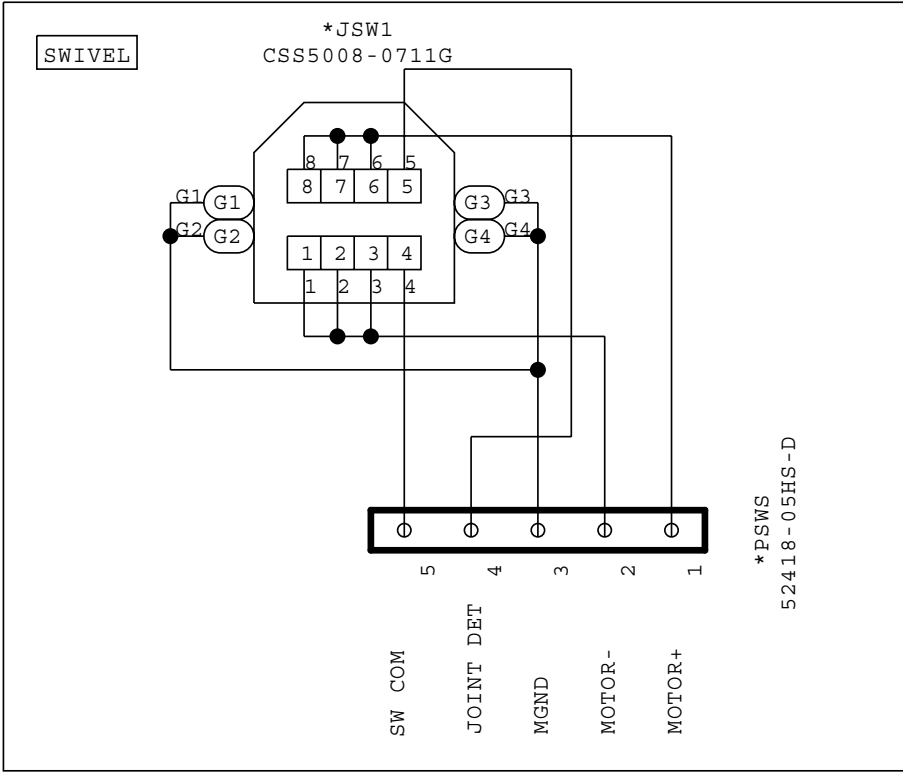 *JSW1
CSS5008-0711G
SWIVEL
8 7 6 5
8 7 6 5
G1 G1 G3 G3
G2 G2 G4 G4
1 2 3 4
1 2 3 4
5 4 3 2 1
SW COM
JOINT DET
MGND
MOTOR-
MOTOR+
*PSWS
52418-05HS-D